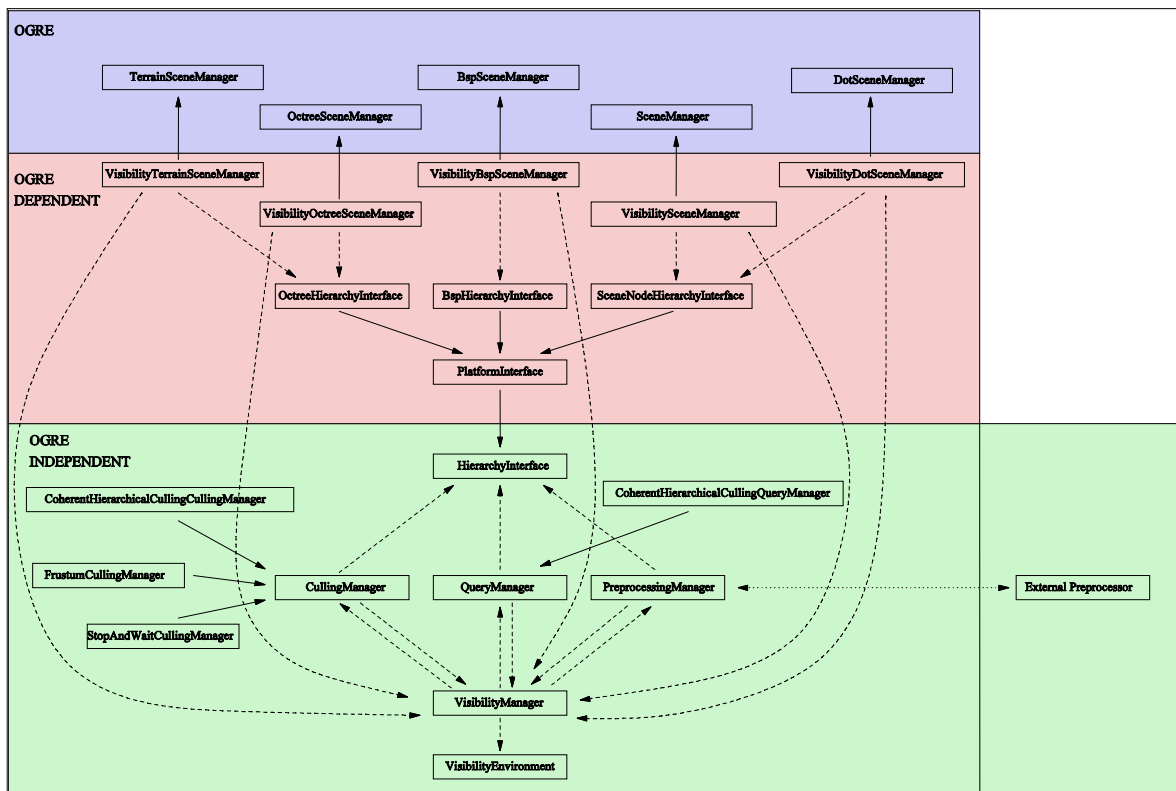 OGRE
TerrainSceneManager
BspSceneManager
DotSceneManager
OctreeSceneManager
SceneManager
OGRE
DEPENDENT
VisibilityTerrainSceneManager
VisibilityBspSceneManager
VisibilityDotSceneManager
VisibilityOctreeSceneManager
VisibilitySceneManager
OctreeHierarchyInterface
BspHierarchyInterface
SceneNodeHierarchyInterface
PlatformInterface
OGRE
INDEPENDENT
HierarchyInterface
CoherentHierarchicalCullingCullingManager
CoherentHierarchicalCullingQueryManager
FrustumCullingManager
CullingManager
QueryManager
PreprocessingManager
External Preprocessor
StopAndWaitCullingManager
VisibilityManager
VisibilityEnvironment